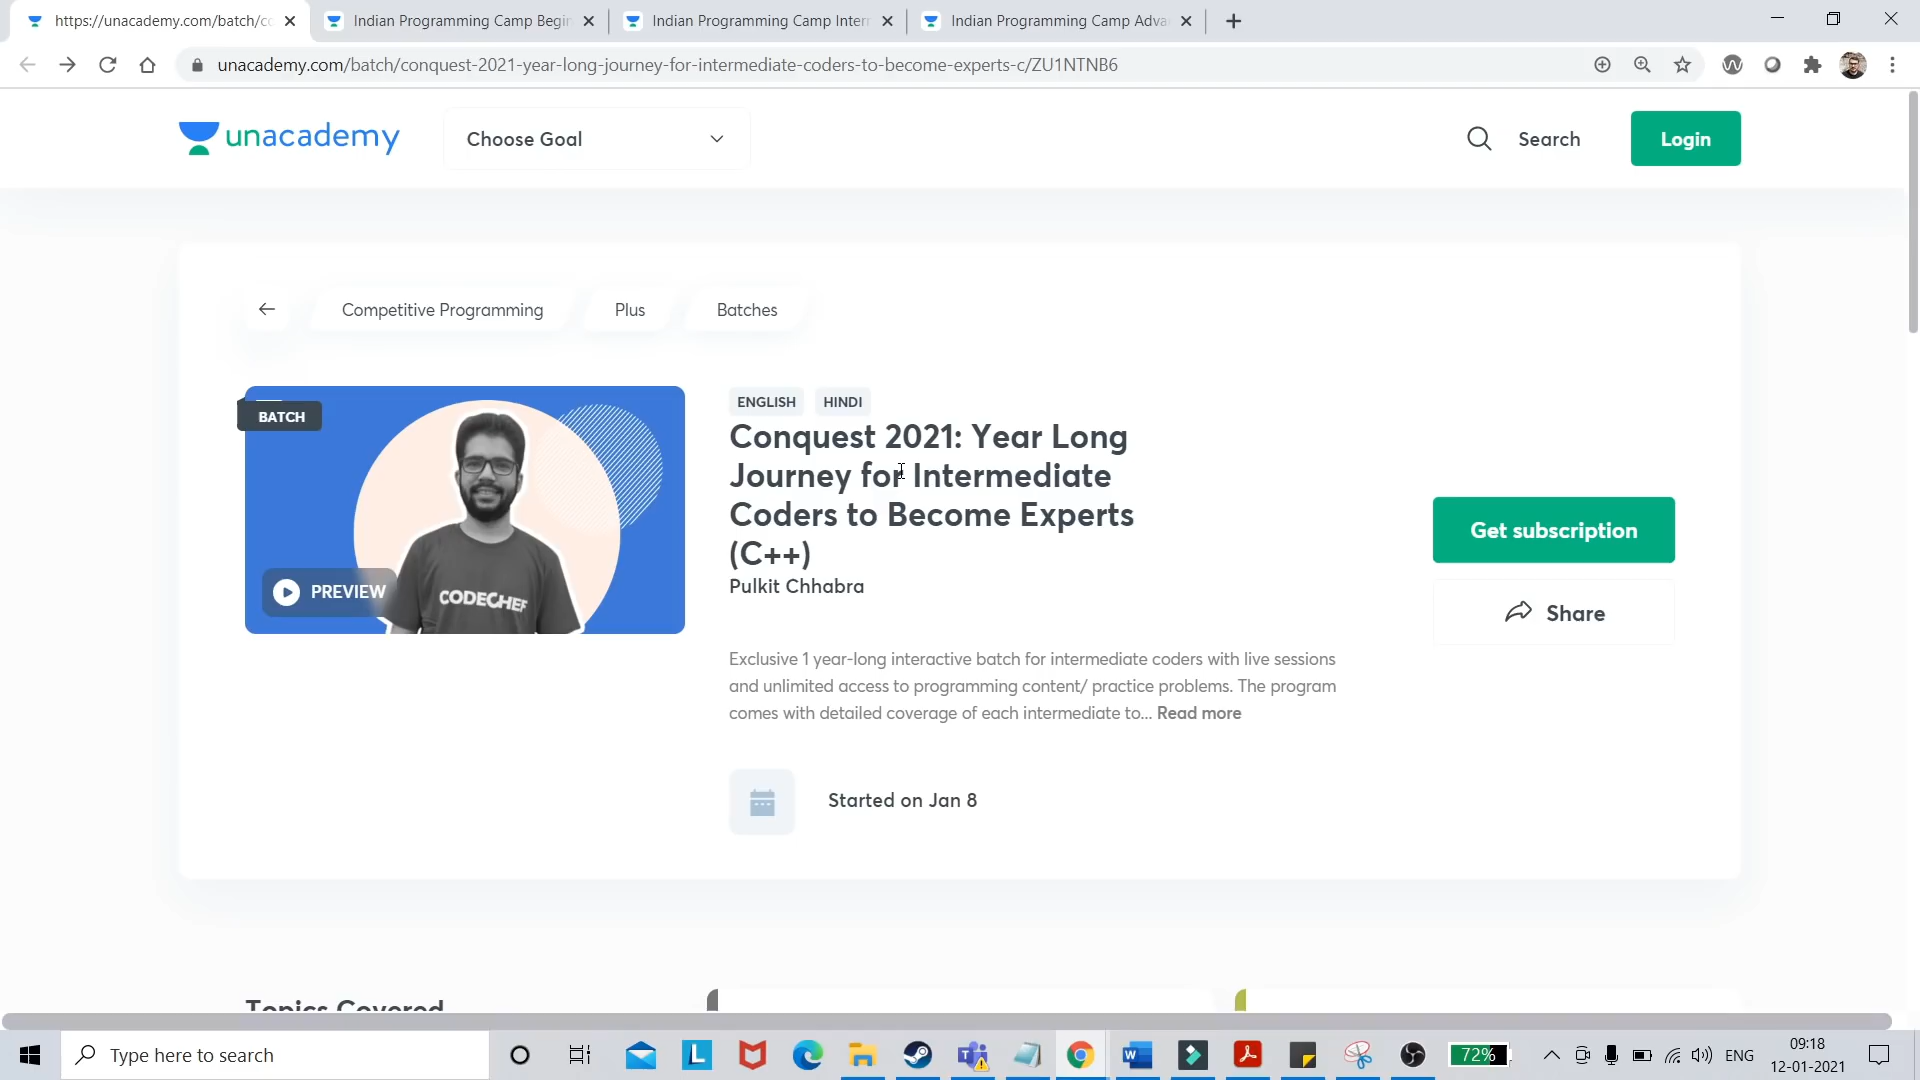 https://unacademy.com/batch/co
Indian Programming Camp Begin
Indian Programming Camp Intern
Indian Programming Camp Adva
unacademy.com/batch/conquest-2021-year-long-journey-for-intermediate-coders-to-become-experts-c/ZU1NTNB6
unacademy
Choose Goal
Search
Login
Competitive Programming
Plus
Batches
BATCH
PREVIEW
CODECHEF
ENGLISH HINDI
Conquest 2021: Year Long
Journey for Intermediate
Coders to Become Experts
(C++)
Pulkit Chhabra
Get subscription
Share
Exclusive 1 year-long interactive batch for intermediate coders with live sessions
and unlimited access to programming content/ practice problems. The program
comes with detailed coverage of each intermediate to... Read more
Started on Jan 8
Topics Covered
Type here to search
72%
ENG
09:18
12-01-2021